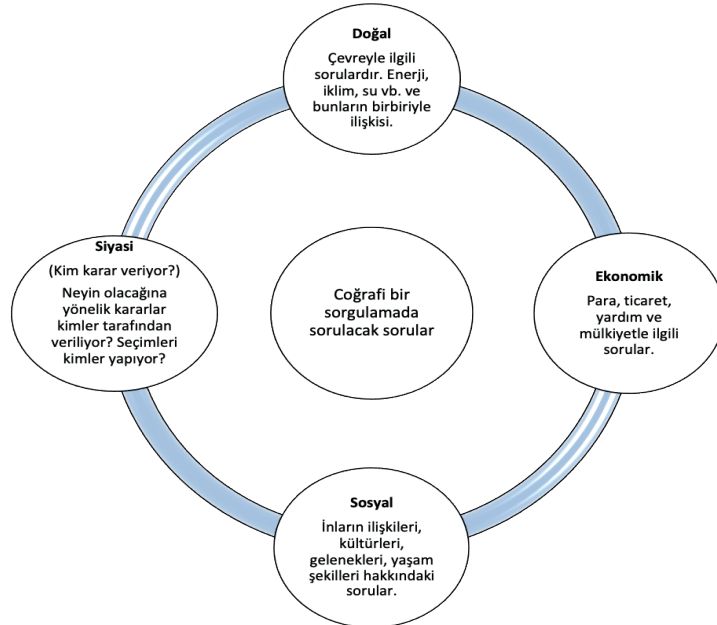 Doğal
Çevreyle ilgili
sorulardır. Enerji,
iklim, su vb. ve
bunların birbiriyle
ilişkisi.
Siyasi
(Kim karar veriyor?)
Neyin olacağına
yönelik kararlar
kimler tarafından
veriliyor? Seçimleri
kimler yapıyor?
Coğrafi bir
sorgulamada
sorulacak sorular
Ekonomik
Para, ticaret,
yardım ve
mülkiyetle ilgili
sorular.
Sosyal
İnların ilişkileri,
kültürleri,
gelenekleri, yaşam
şekilleri hakkındaki
sorular.